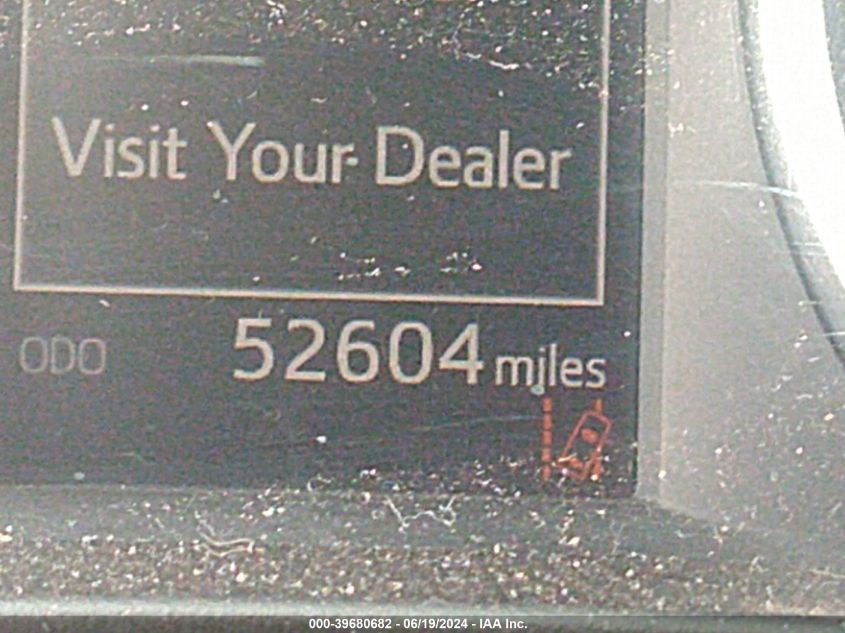 Visit Your Dealer
ODO 52604 miles
000-39680682 - 06/19/2024 - IAA Inc.